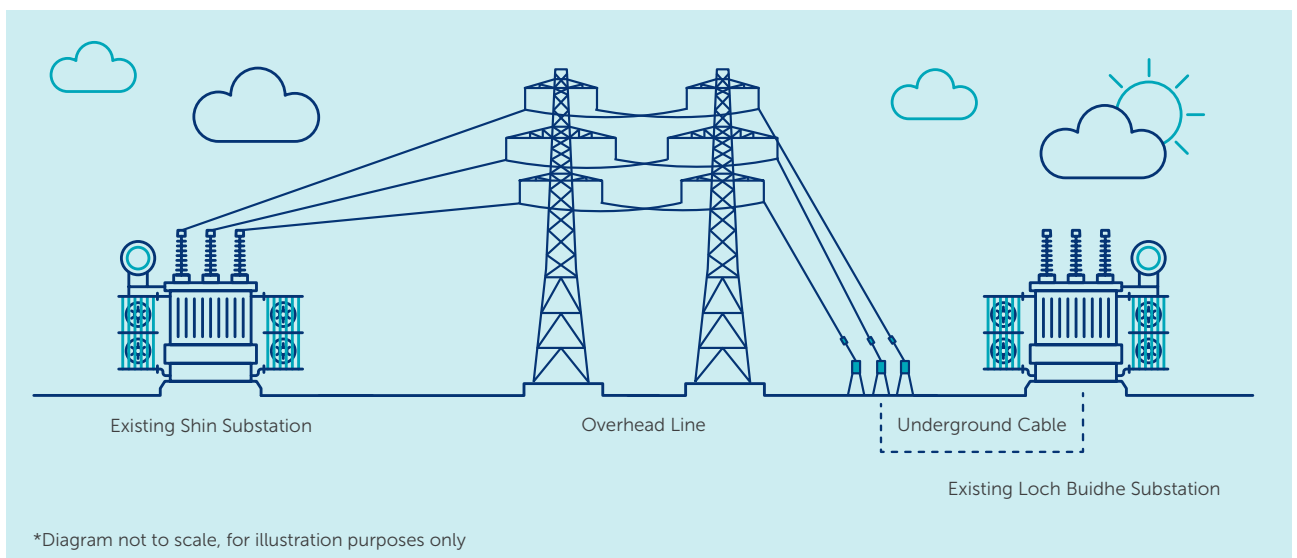 Existing Shin Substation
Overhead Line
Underground Cable
Existing Loch Buidhe Substation
*Diagram not to scale, for illustration purposes only